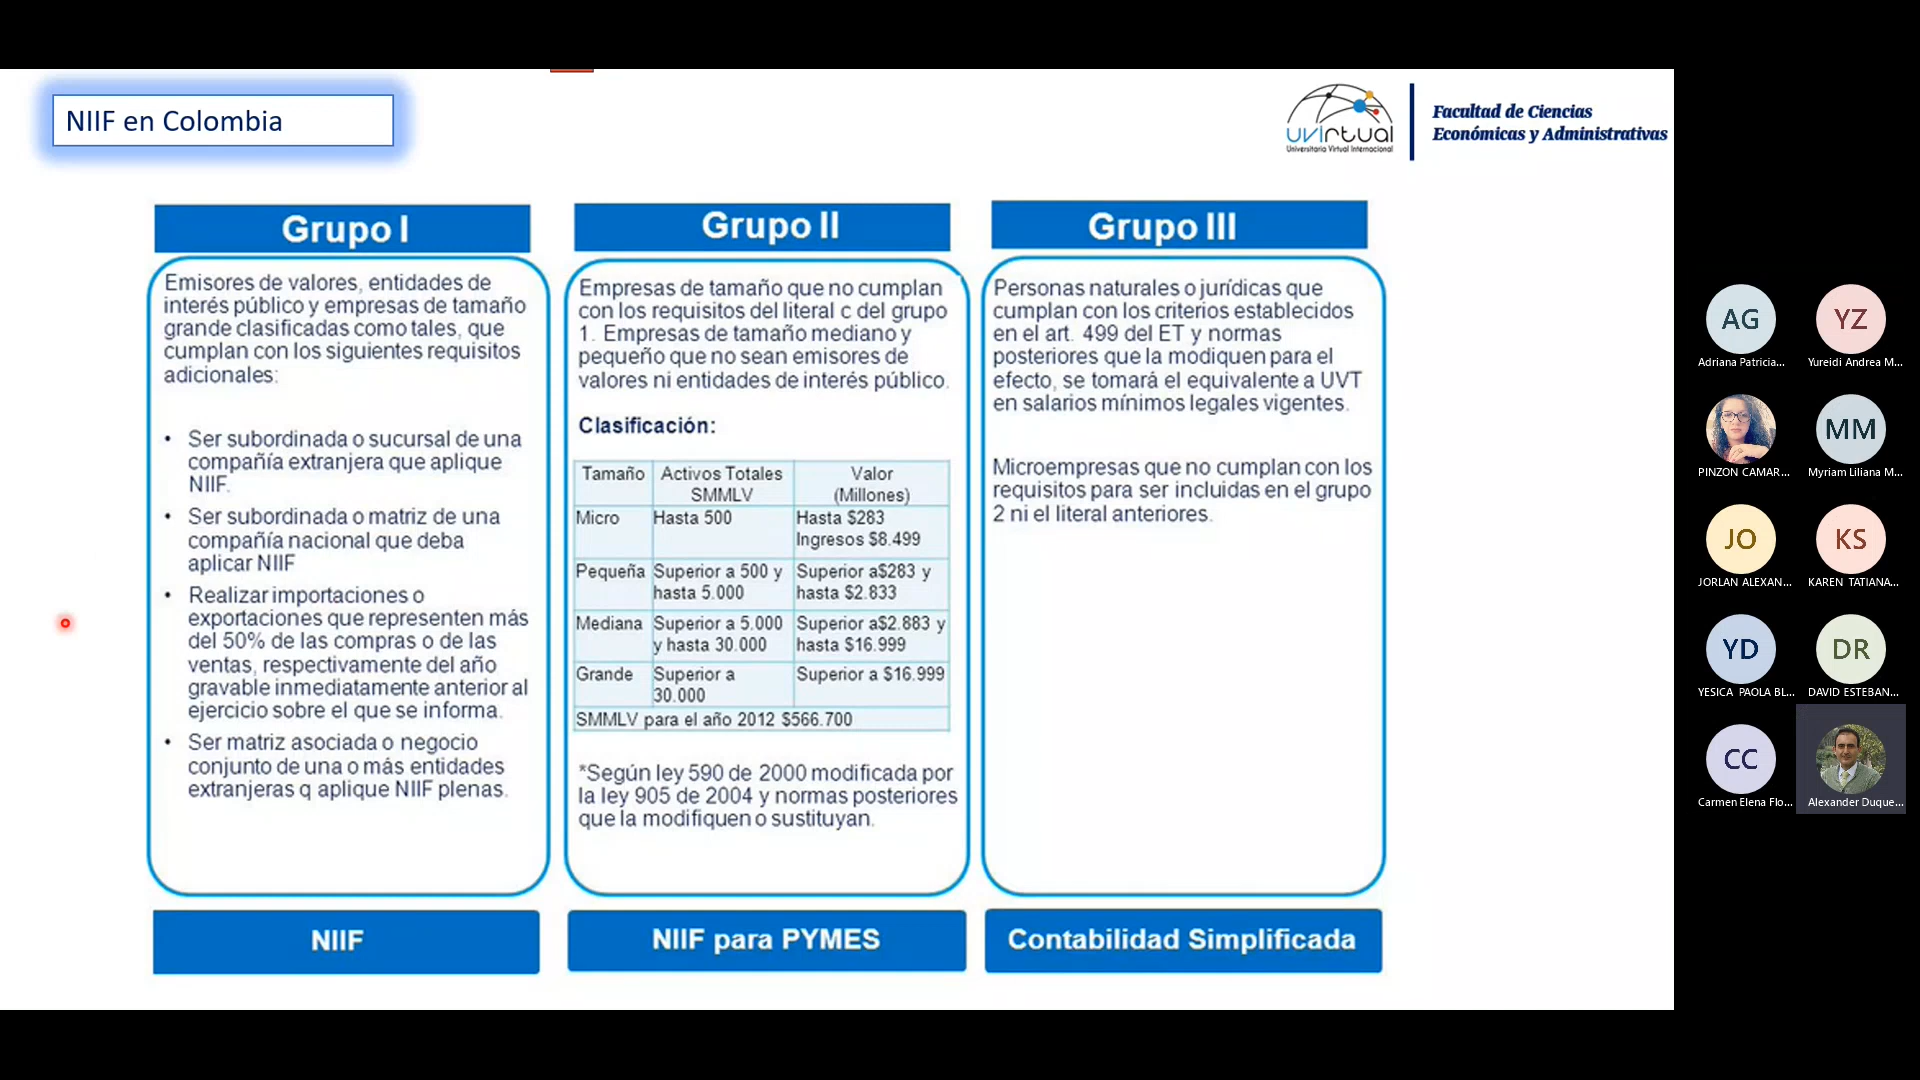 NIIF en Colombia
uvirtual
Universitaria Virtual Internacional
Facultad de Ciencias
Económicas y Administrativas
Grupo I
Emisores de valores, entidades de
interés público y empresas de tamaño
grande clasificadas como tales, que
cumplan con los siguientes requisitos
adicionales:
• Ser subordinada o sucursal de una
compañía extranjera que aplique
NIIF.
• Ser subordinada o matriz de una
compañía nacional que deba
aplicar NIIF
• Realizar importaciones o
exportaciones que representen más
del 50% de las compras o de las
ventas, respectivamente del año
gravable inmediatamente anterior al
ejercicio sobre el que se informa.
• Ser matriz asociada o negocio
conjunto de una o más entidades
extranjeras q aplique NIIF plenas.
NIIF
Grupo II
Empresas de tamaño que no cumplan
con los requisitos del literal c del grupo
1. Empresas de tamaño mediano y
pequeño que no sean emisores de
valores ni entidades de interés público.
Clasificación:
Tamaño Activos Totales Valor
SMMLV (Millones)
Micro Hasta 500 Hasta $283
Ingresos $8.499
Pequeña Superior a 500 y Superior a$283 y
hasta 5.000 hasta $2.833
Mediana Superior a 5.000 Superior a$2.883 y
y hasta 30.000 hasta $16.999
Grande Superior a Superior a $16.999
30.000
SMMLV para el año 2012 $566.700
*Según ley 590 de 2000 modificada por
la ley 905 de 2004 y normas posteriores
que la modifiquen o sustituyan.
NIIF para PYMES
Grupo III
Personas naturales o jurídicas que
cumplan con los criterios establecidos
en el art. 499 del ET y normas
posteriores que la modiquen para el
efecto, se tomará el equivalente a UVT
en salarios mínimos legales vigentes.
Microempresas que no cumplan con los
requisitos para ser incluidas en el grupo
2 ni el literal anteriores.
Contabilidad Simplificada
AG YZ
Adriana Patricia... Yureidi Andrea M...
MM
PINZON CAMAR... Myriam Liliana M...
JO KS
JORLAN ALEXAN... KAREN TATIANA...
YD DR
YESICA PAOLA BL... DAVID ESTEBAN...
CC
Carmen Elena Flo... Alexander Duque...